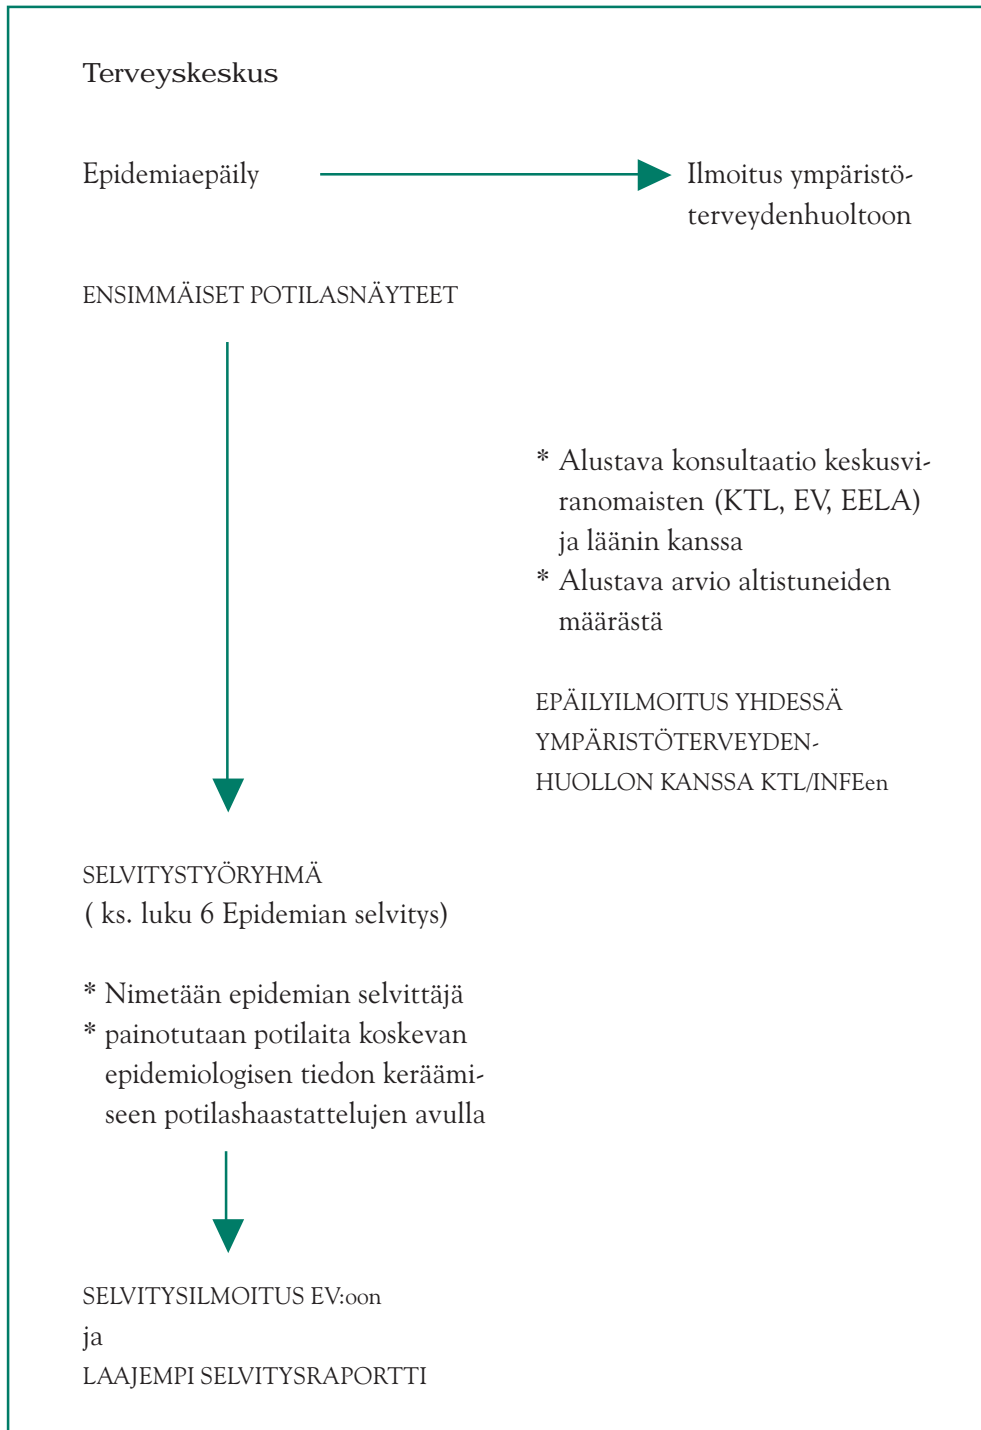 Terveyskeskus
Epidemiaepäily
Ilmoitus ympäristö-
terveydenhuoltoon
ENSIMMÄISET POTILASNÄYTTEET
* Alustava konsultaatio keskusvi-
ranomaisten (KTL, EV, EELA)
ja läänin kanssa
* Alustava arvio altistuneiden
määrästä
EPÄILYILMOITUS YHDESSÄ
YMPÄRISTÖTERVEYDEN-
HUOLLON KANSSA KTL/INFEen
SELVITYSTYÖRYHMÄ
( ks. luku 6 Epidemian selvitys)
* Nimetään epidemian selvittäjä
* painotutaan potilaita koskevan
epidemiologisen tiedon keräämi-
seen potilashaastattelujen avulla
SELVITYSILMOITUS EV:oon
ja
LAAJEMPI SELVITYSRAPORTTI